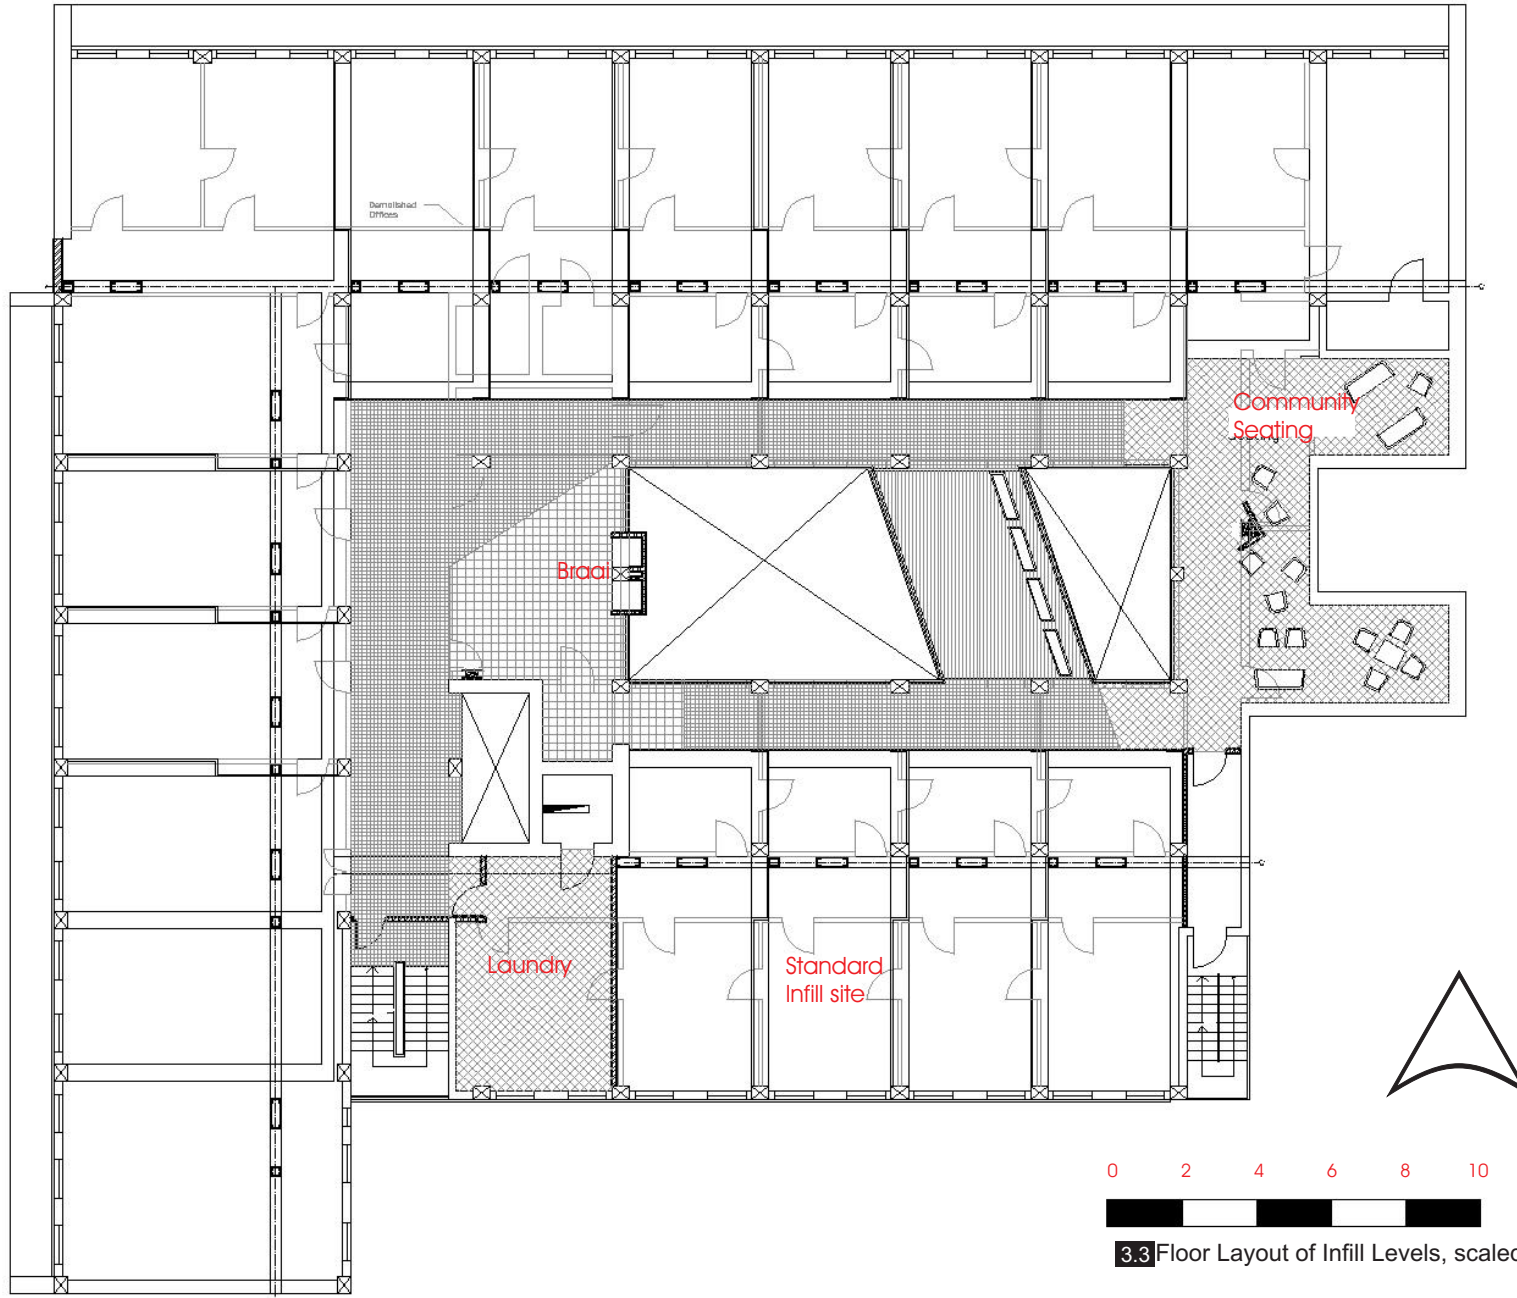 Demolished
Offices
Community
Seating
Braai
Laundry
Standard
Infill site
0 2 4 6 8 10
3.3 Floor Layout of Infill Levels, scaled